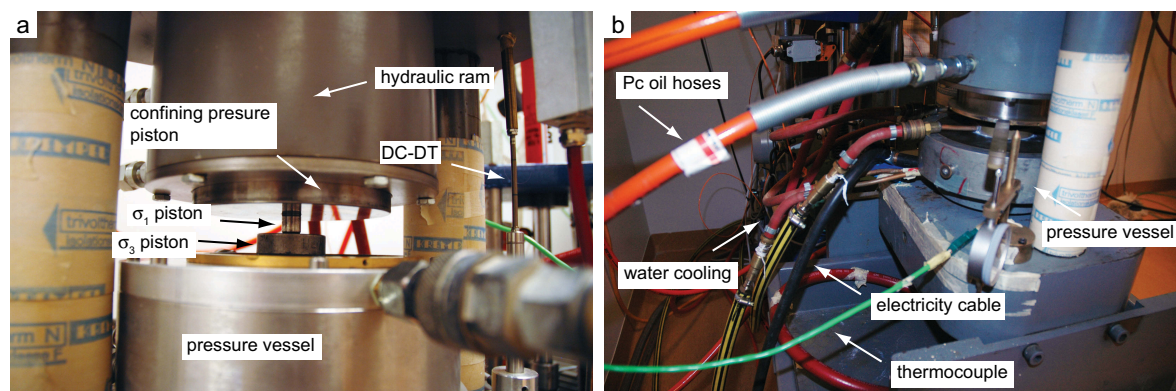 a
hydraulic ram
confining presure
piston
DC-DT
σ1 piston
σ3 piston
pressure vessel
b
Pc oil hoses
pressure vessel
water cooling
electricity cable
thermocouple